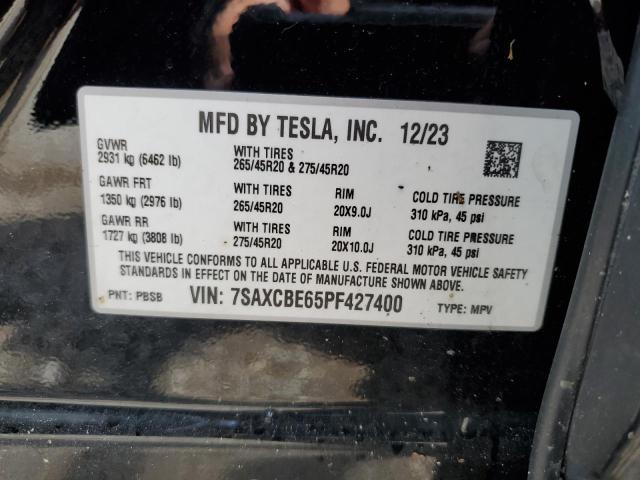 MFD BY TESLA, INC. 12/23
GVWR
2931 kg (6462 lb)
WITH TIRES
265/45R20 & 275/45R20
GAWR FRT
1350 kg (2976 lb)
WITH TIRES
265/45R20
RIM
20X9.0J
COLD TIRE PRESSURE
310 kPa, 45 psi
GAWR RR
1727 kg (3808 lb)
WITH TIRES
275/45R20
RIM
20X10.0J
COLD TIRE PRESSURE
310 kPa, 45 psi
THIS VEHICLE CONFORMS TO ALL APPLICABLE U.S. FEDERAL MOTOR VEHICLE SAFETY
STANDARDS IN EFFECT ON THE DATE OF MANUFACTURE SHOWN ABOVE.
PNT: PBSB
VIN: 7SAXCBE65PF427400
TYPE: MPV